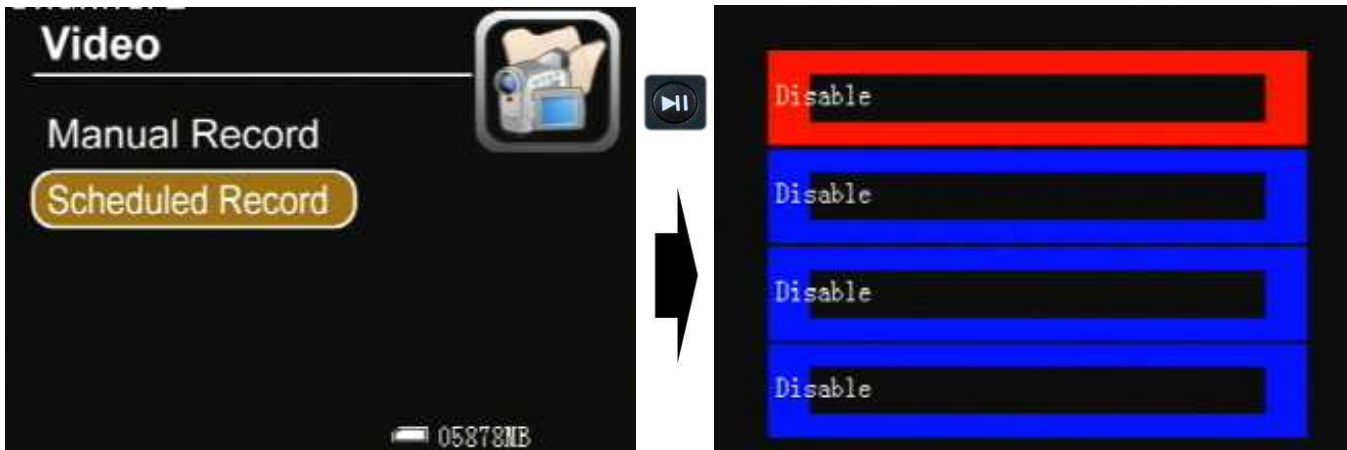 Video
Manual Record
Scheduled Record
05878MB
Disable
Disable
Disable
Disable